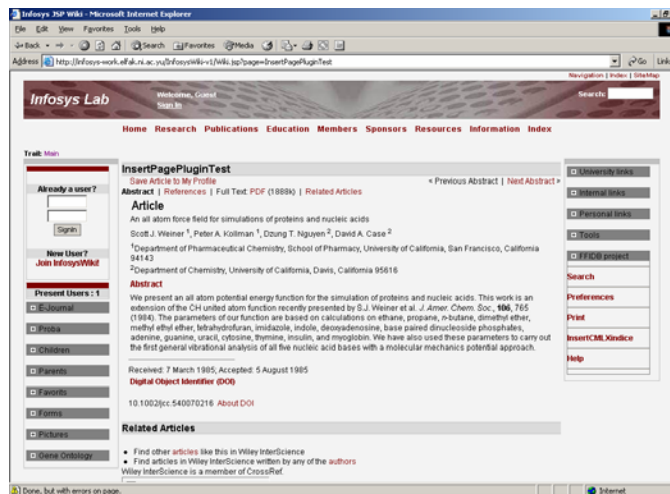 Infosys JSP Wiki - Microsoft Internet Explorer
File Edit View Favorites Tools Help
Back Search Favorites Media
Address http://infosys-work.elfak.ni.ac.yu/InfosysWiki-v1/Wiki.jsp?page=InsertPagePluginTest Go Links
Navigation | Index | SiteMap
Infosys Lab
Welcome, Guest
Sign In
Search:
Home Research Publications Education Members Sponsors Resources Information Index
Trail: Main
Already a user?
SignIn
New User?
Join InfosysWiki!
Present Users : 1
E-Journal
Proba
Children
Parents
Favorits
Forms
Pictures
Gene Ontology
InsertPagePluginTest
Save Article to My Profile « Previous Abstract | Next Abstract »
Abstract | References | Full Text: PDF (1888k) | Related Articles
Article
An all atom force field for simulations of proteins and nucleic acids
Scott J. Weiner 1, Peter A. Kollman 1, Dzung T. Nguyen 2, David A. Case 2
1Department of Pharmaceutical Chemistry, School of Pharmacy, University of California, San Francisco, California
94143
2Department of Chemistry, University of California, Davis, California 95616
Abstract
We present an all atom potential energy function for the simulation of proteins and nucleic acids. This work is an
extension of the CH united atom function recently presented by S.J. Weiner et al. J. Amer. Chem. Soc., 106, 765
(1984). The parameters of our function are based on calculations on ethane, propane, n-butane, dimethyl ether,
methyl ethyl ether, tetrahydrofuran, imidazole, indole, deoxyadenosine, base paired dinucleoside phosphates,
adenine, guanine, uracil, cytosine, thymine, insulin, and myoglobin. We have also used these parameters to carry out
the first general vibrational analysis of all five nucleic acid bases with a molecular mechanics potential approach.
Received: 7 March 1985; Accepted: 5 August 1985
Digital Object Identifier (DOI)
10.1002/jcc.540070216 About DOI
Related Articles
Find other articles like this in Wiley InterScience
Find articles in Wiley InterScience written by any of the authors
Wiley InterScience is a member of CrossRef.
University links
Internal links
Personal links
Tools
FFIDB project
Search
Preferences
Print
InsertCMLXindice
Help
Done, but with errors on page. Internet